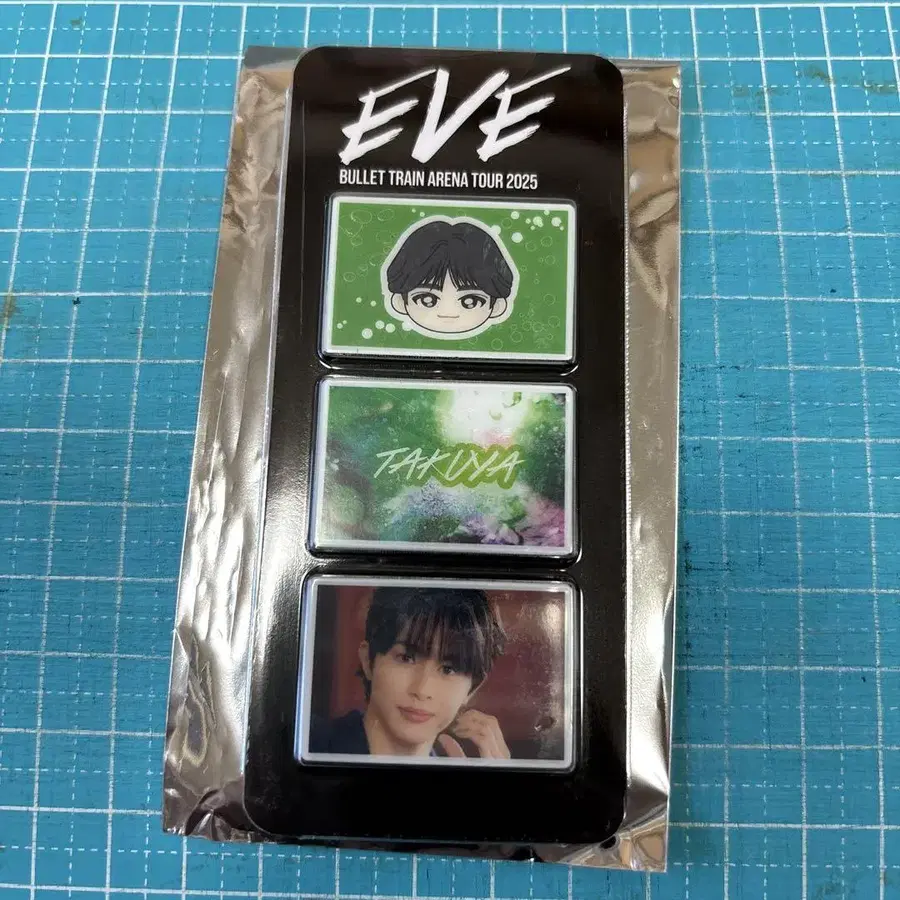 EVE
BULLET TRAIN ARENA TOUR 2025
TAKUYA